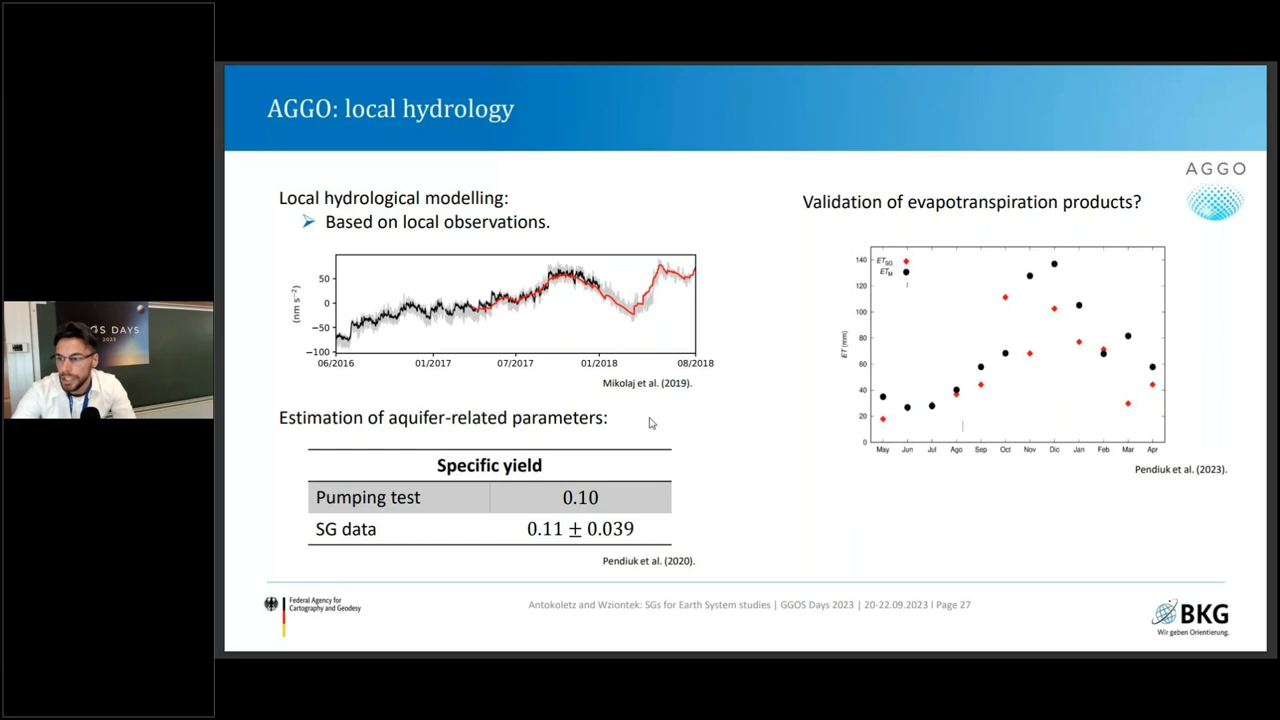 AGGO: local hydrology
AGGO
Local hydrological modelling:
Based on local observations.
50
0
−50
−100
(nm s⁻²)
06/2016 01/2017 07/2017 01/2018 08/2018
Mikolaj et al. (2019).
Estimation of aquifer-related parameters:
Specific yield
Pumping test 0.10
SG data 0.11 ± 0.039
Pendiuk et al. (2020).
Validation of evapotranspiration products?
ET_SG
ET_M
140
120
100
80
60
40
20
0
ET (mm)
May Jun Jul Ago Sep Oct Nov Dic Jan Feb Mar Apr
Pendiuk et al. (2023).
Federal Agency for
Cartography and Geodesy
Antokoletz and Wziontek: SGs for Earth System studies | GGOS Days 2023 | 20-22.09.2023 | Page 27
BKG
Wir geben Orientierung.
OS DAYS
2023